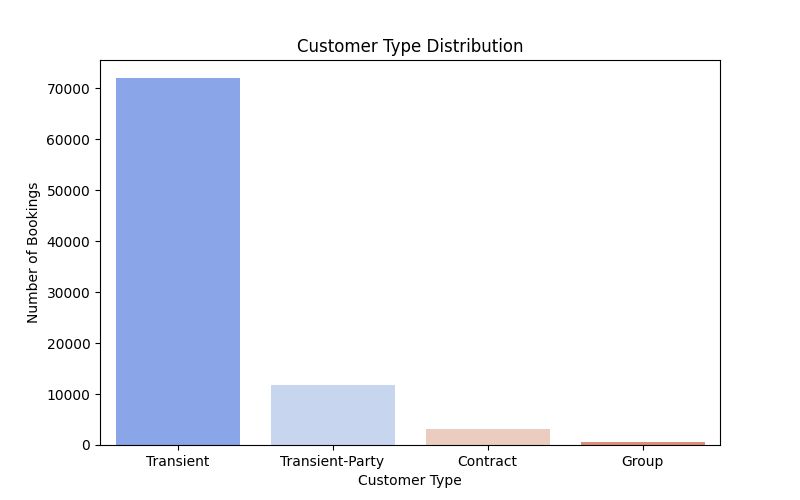 Customer Type Distribution
Number of Bookings
70000
60000
50000
40000
30000
20000
10000
0
Transient
Transient-Party
Contract
Group
Customer Type